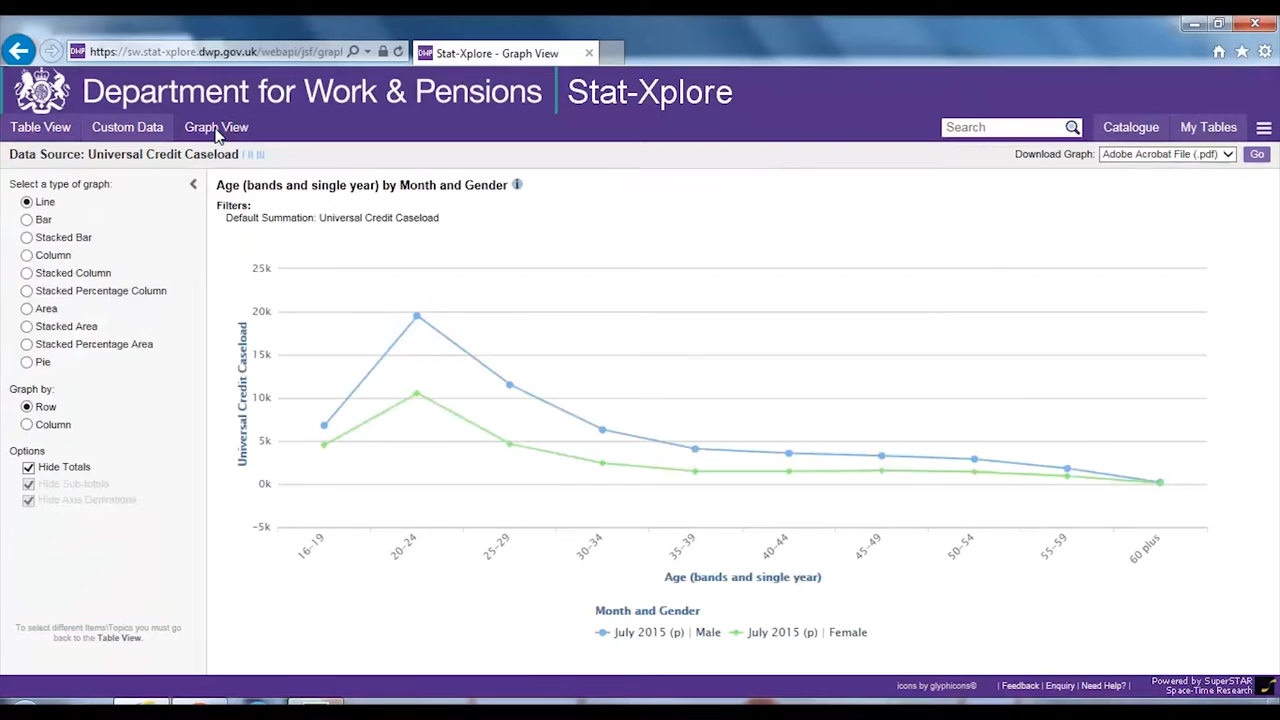 https://sw.stat-xplore.dwp.gov.uk/webapi/jsf/grapl
DWP
Stat-Xplore - Graph View
Department for Work & Pensions
Stat-Xplore
Table View
Custom Data
Graph View
Search
Catalogue
My Tables
Data Source: Universal Credit Caseload
Download Graph:
Adobe Acrobat File (.pdf)
Go
Select a type of graph:
Line
Bar
Stacked Bar
Column
Stacked Column
Stacked Percentage Column
Area
Stacked Area
Stacked Percentage Area
Pie
Graph by:
Row
Column
Options
Hide Totals
Hide Sub-totals
Hide Axis Derivations
To select different Items\Topics you must go
back to the Table View.
Age (bands and single year) by Month and Gender
Filters:
Default Summation: Universal Credit Caseload
Universal Credit Caseload
25k
20k
15k
10k
5k
0k
-5k
16-19
20-24
25-29
30-34
35-39
40-44
45-49
50-54
55-59
60 plus
Age (bands and single year)
Month and Gender
July 2015 (p) | Male
July 2015 (p) | Female
icons by glyphicons®
| Feedback | Enquiry | Need Help? |
Powered by SuperSTAR
Space-Time Research